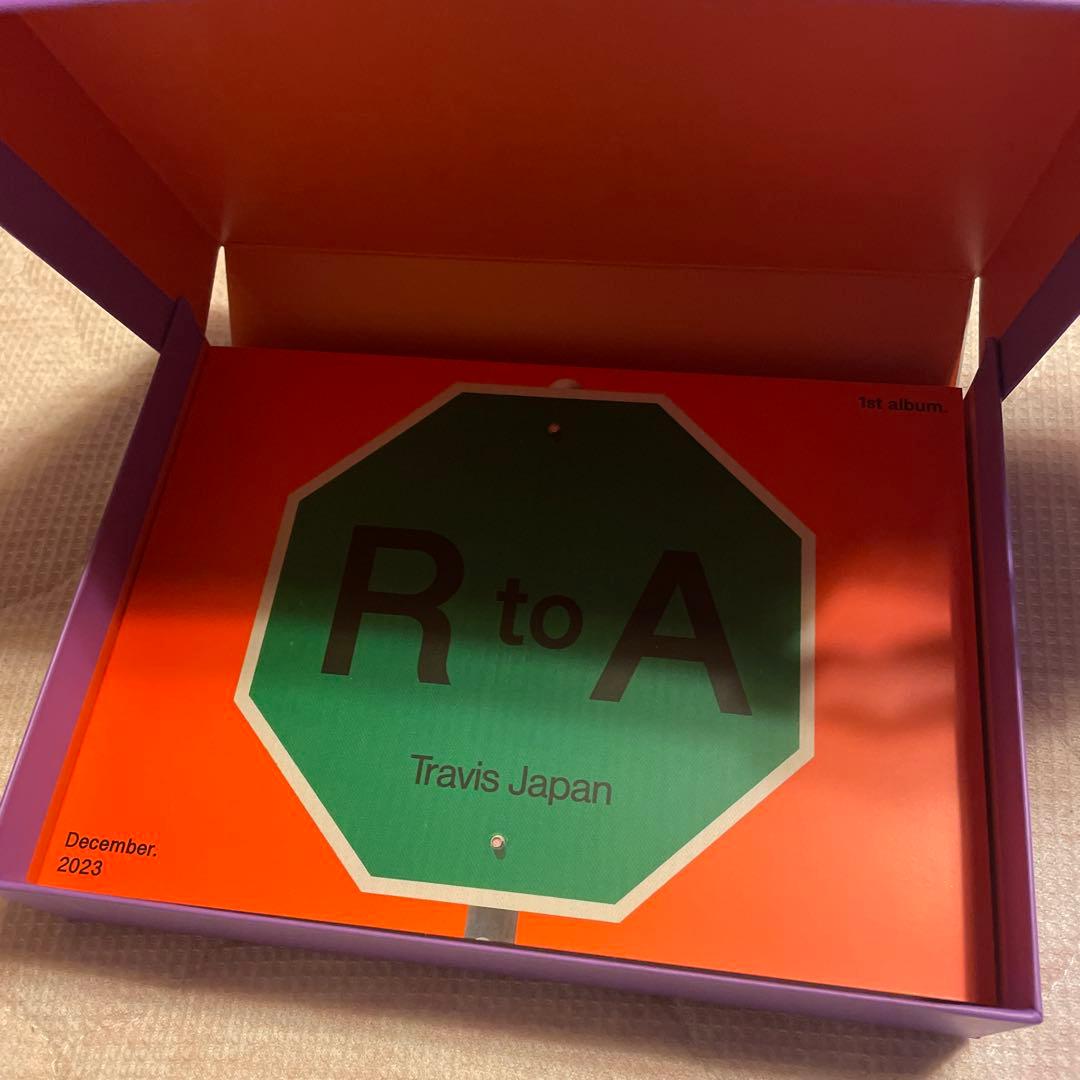 1st album.
R to A
Travis Japan
December.
2023